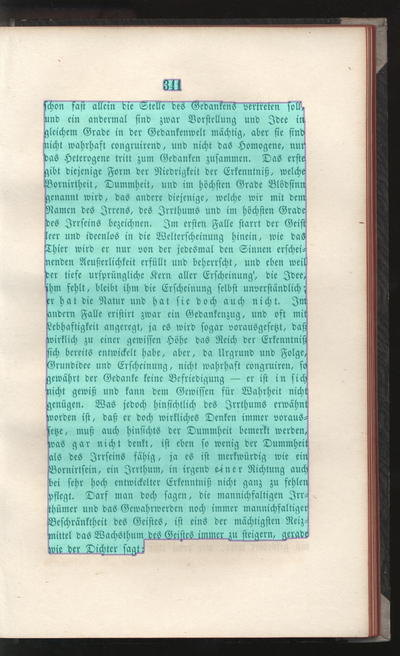 311
schon fast allein die Stelle des Gedankens vertreten soll,
und ein andermal sind zwar Vorstellung und Idee in
gleichem Grade in der Gedankenwelt mächtig, aber sie sind
nicht wahrhaft congruirend, und nicht das Homogene, nur
das Heterogene tritt zum Gedanken zusammen. Das erste
gibt diejenige Form der Niedrigkeit der Erkenntniß, welche
Bornirtheit, Dummheit, und im höchsten Grade Blödsinn
genannt wird, das andere diejenige, welche wir mit dem
Namen des Irrens, des Irrthums und im höchsten Grade
des Irrseins bezeichnen. Im ersten Falle starrt der Geist
leer und ideenlos in die Welterscheinung hinein, wie das
Thier wird er nur von der jedesmal den Sinnen erschei-
nenden Aeußerlichkeit erfüllt und beherrscht, und eben weil
der tiefe ursprüngliche Kern aller Erscheinung, die Idee,
ihm fehlt, bleibt ihm die Erscheinung selbst unverständlich;
er hat die Natur und hat sie doch auch nicht. Im
andern Falle existirt zwar ein Gedankenzug, und oft mit
Lebhaftigkeit angeregt, ja es wird sogar vorausgesetzt, daß
wirklich zu einer gewissen Höhe das Reich der Erkenntniß
sich bereits entwickelt habe, aber, da Urgrund und Folge,
Grundidee und Erscheinung, nicht wahrhaft congruiren, so
gewährt der Gedanke keine Befriedigung — er ist in sich
nicht gewiß und kann dem Gewissen für Wahrheit nicht
genügen. Was jedoch hinsichtlich des Irrthums erwähnt
worden ist, daß er doch wirkliches Denken immer voraus-
setze, muß auch hinsichts der Dummheit bemerkt werden,
was gar nicht denkt, ist eben so wenig der Dummheit
als des Irrseins fähig, ja es ist merkwürdig wie ein
Bornirtsein, ein Irrthum, in irgend einer Richtung auch
bei sehr hoch entwickelter Erkenntniß nicht ganz zu fehlen
pflegt. Darf man doch sagen, die mannichfaltigen Irr-
thümer und das Gewahrwerden noch immer mannichfaltiger
Beschränktheit des Geistes, ist eins der mächtigsten Reiz-
mittel das Wachsthum des Geistes immer zu steigern, gerade
wie der Dichter sagt: